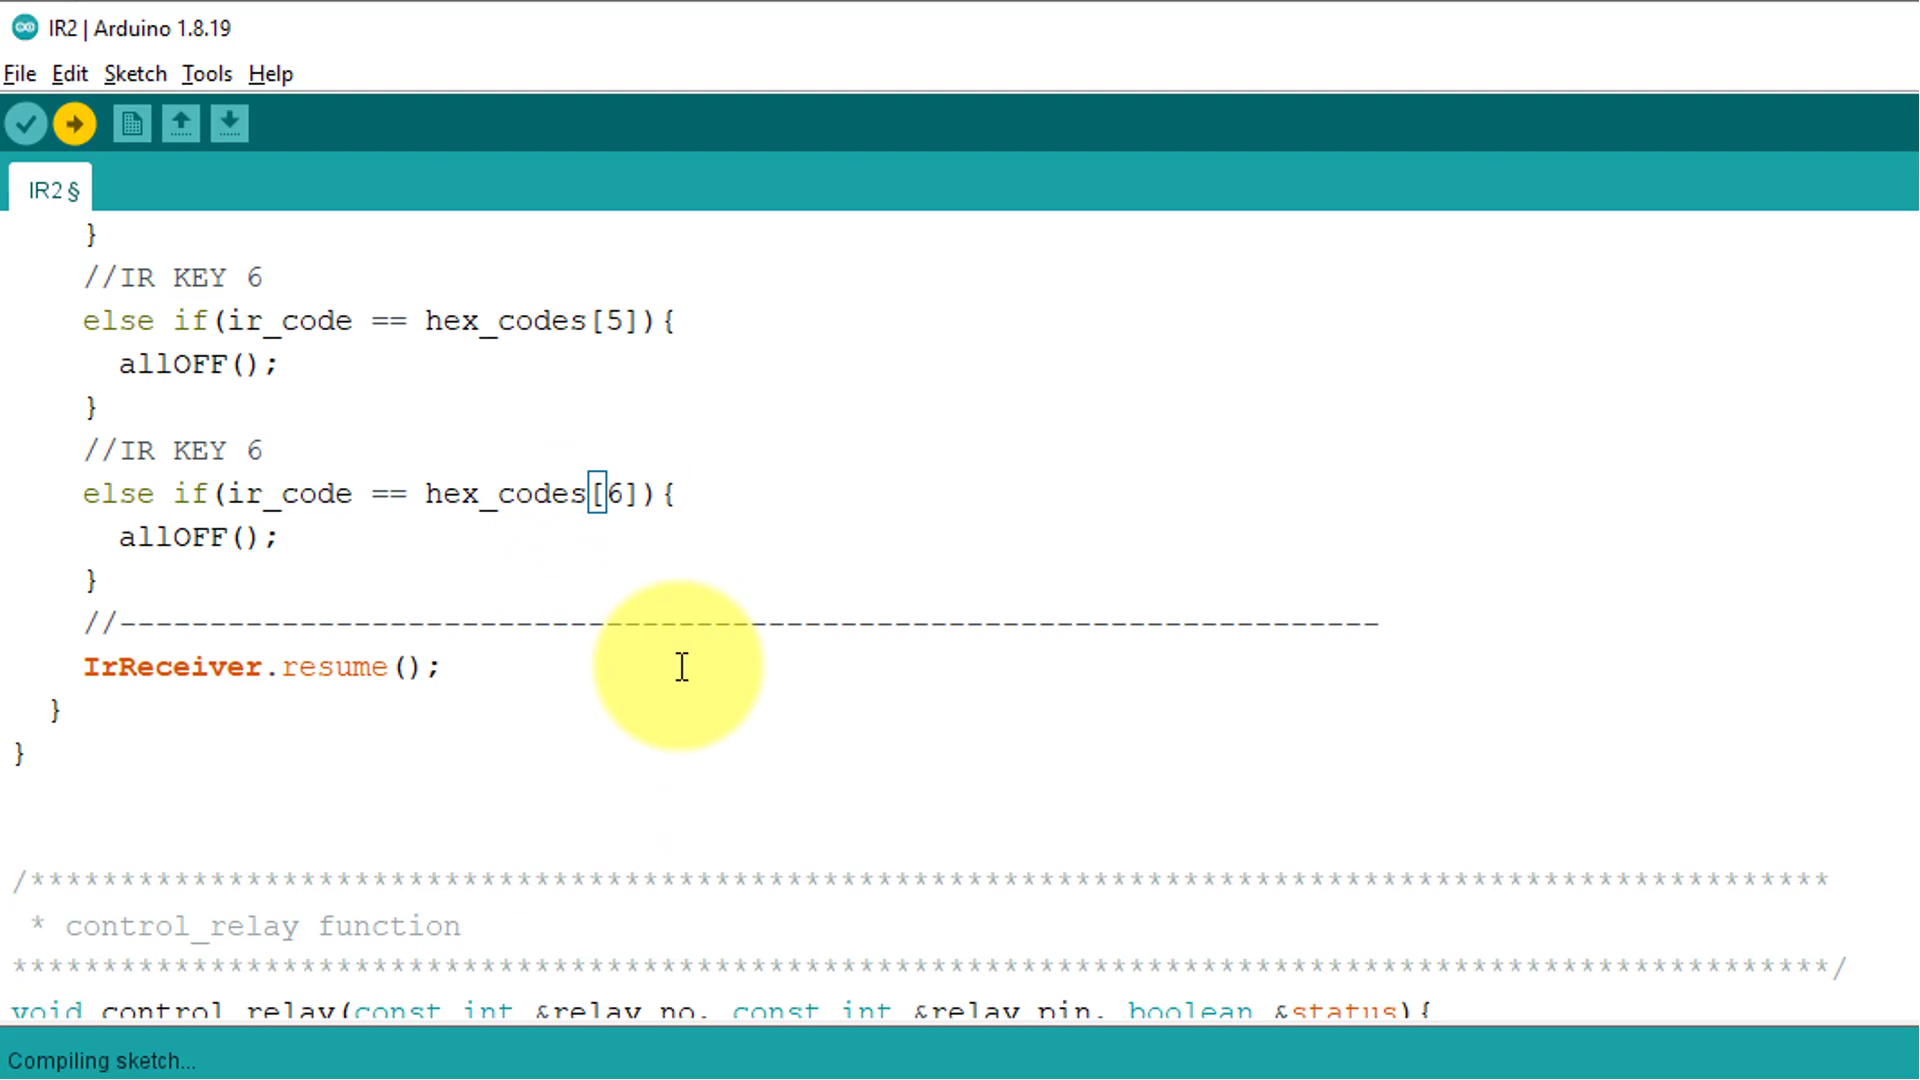 IR2 | Arduino 1.8.19
File Edit Sketch Tools Help
IR2 §
}
//IR KEY 6
else if(ir_code == hex_codes[5]){
allOFF();
}
//IR KEY 6
else if(ir_code == hex_codes[6]){
allOFF();
}
//----------------------------------------------------------------------
IrReceiver.resume();
}
}
/****************************************************************************************************
* control_relay function
*****************************************************************************************************/
void control_relay(const int &relay_no, const int &relay_pin, boolean &status){
Compiling sketch...